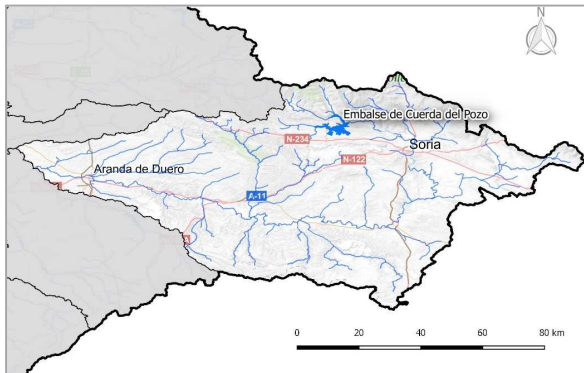 N
Embalse de Cuerda del Pozo
N-234
Soria
N-122
Aranda de Duero
A-11
0 20 40 60 80 km